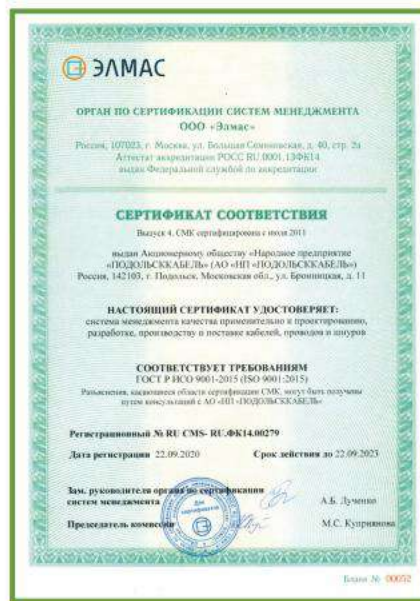 ЭЛМАС
ОРГАН ПО СЕРТИФИКАЦИИ СИСТЕМ МЕНЕДЖМЕНТА
ООО «Элмас»
Россия, 107023, г. Москва, ул. Большая Семеновская, д. 40, стр. 2а
Аттестат аккредитации РОСС RU.0001.13ФК14
выдан Федеральной службой по аккредитации
СЕРТИФИКАТ СООТВЕТСТВИЯ
Выпуск 4. СМК сертифицирована с июля 2011
выдан Акционерному обществу «Народное предприятие
«ПОДОЛЬСККАБЕЛЬ» (АО «НП «ПОДОЛЬСККАБЕЛЬ»)
Россия, 142103, г. Подольск, Московская обл., ул. Бронницкая, д. 11
НАСТОЯЩИЙ СЕРТИФИКАТ УДОСТОВЕРЯЕТ:
система менеджмента качества применительно к проектированию,
разработке, производству и поставке кабелей, проводов и шнуров
СООТВЕТСТВУЕТ ТРЕБОВАНИЯМ
ГОСТ Р ИСО 9001-2015 (ISO 9001:2015)
Разъяснения, касающиеся области сертификации СМК, могут быть получены
путем консультаций с АО «НП «ПОДОЛЬСККАБЕЛЬ»
Регистрационный № RU CMS- RU.ФК14.00279
Дата регистрации 22.09.2020 Срок действия до 22.09.2023
Зам. руководителя органа по сертификации
систем менеджмента А.Б. Лученко
Председатель комиссии М.С. Куприянова
Для сертификатов
Бланк № 00052